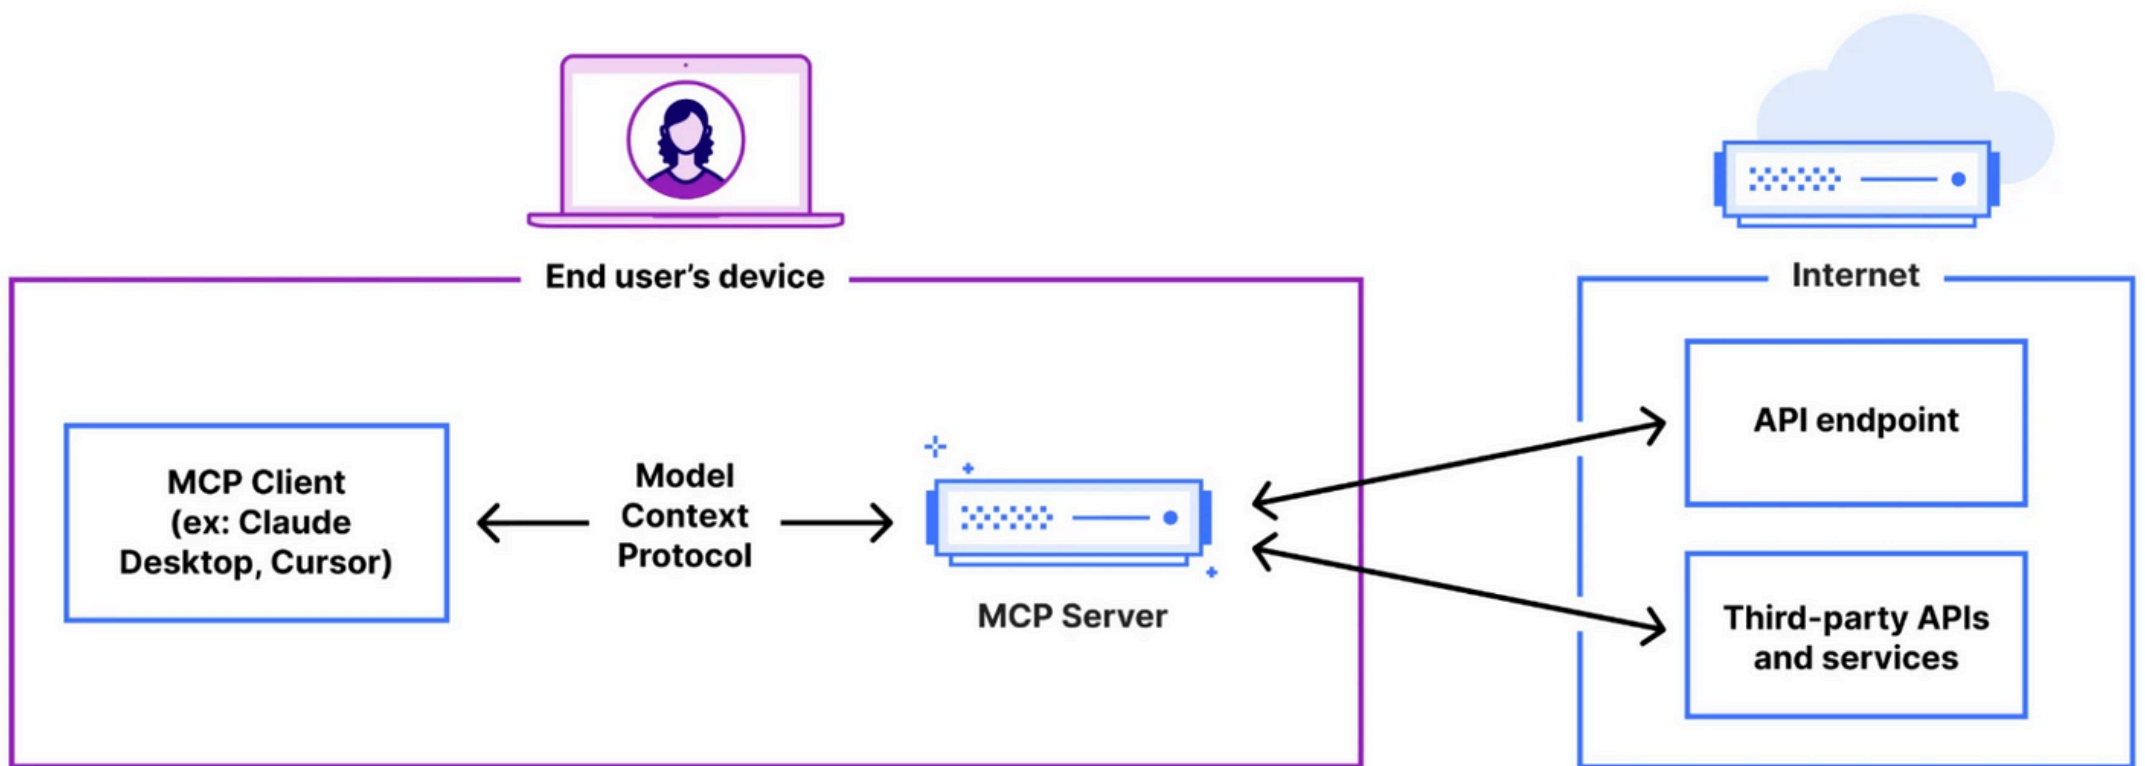 End user’s device
Internet
MCP Client
(ex: Claude
Desktop, Cursor)
Model
Context
Protocol
MCP Server
API endpoint
Third-party APIs
and services